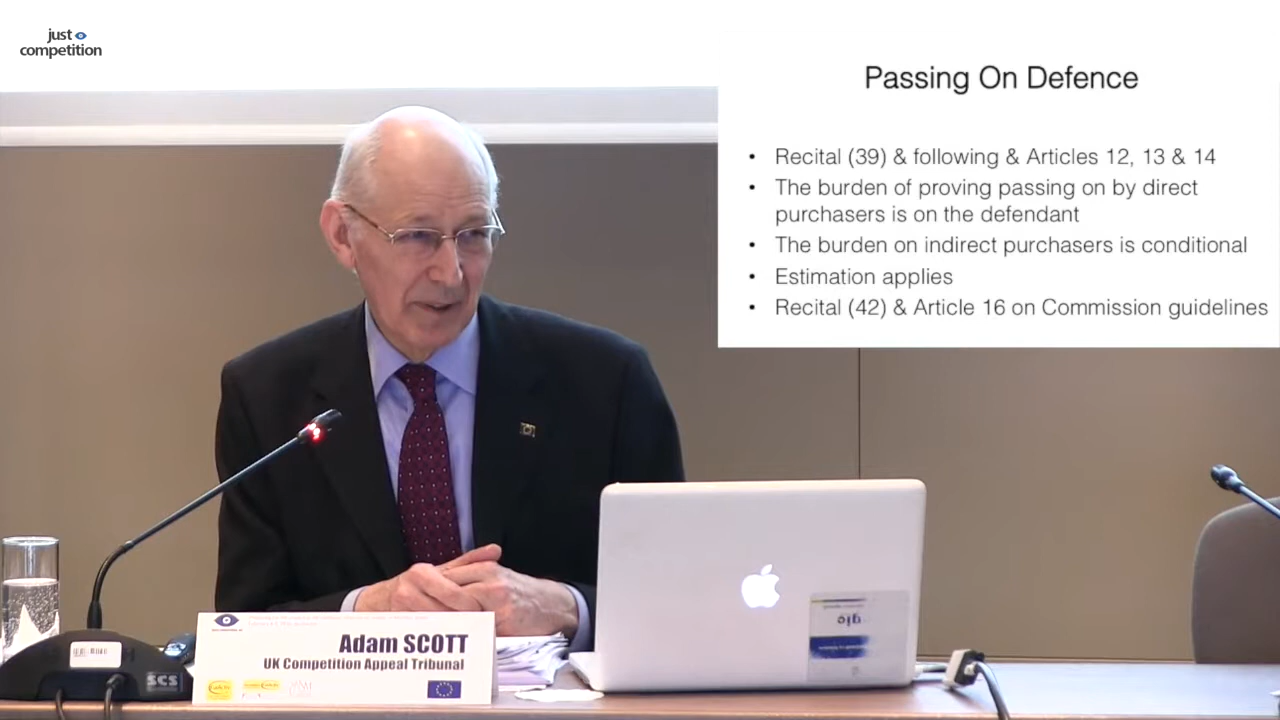 just
competition
Passing On Defence
• Recital (39) & following & Articles 12, 13 & 14
• The burden of proving passing on by direct
purchasers is on the defendant
• The burden on indirect purchasers is conditional
• Estimation applies
• Recital (42) & Article 16 on Commission guidelines
Adam SCOTT
UK Competition Appeal Tribunal
SCS